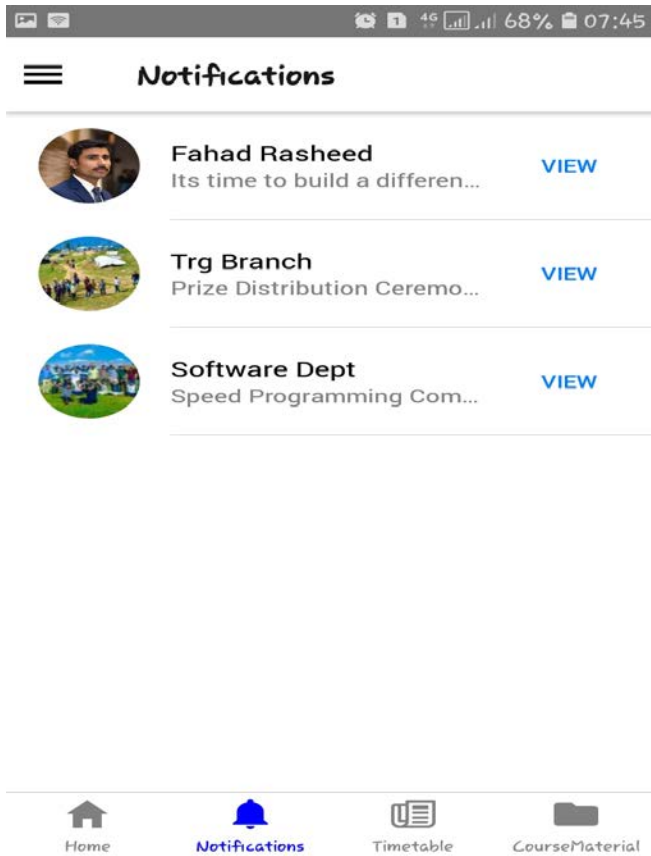 4G 68% 07:45
Notifications
Fahad Rasheed
Its time to build a differen...
VIEW
Trg Branch
Prize Distribution Ceremo...
VIEW
Software Dept
Speed Programming Com...
VIEW
Home Notifications Timetable CourseMaterial